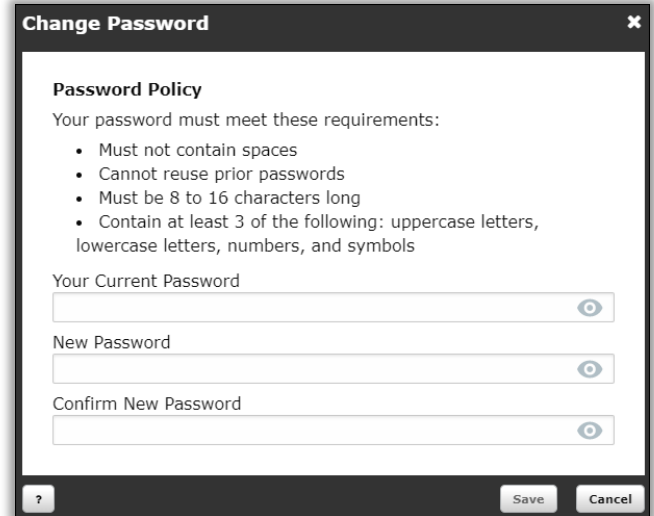 Change Password
Password Policy
Your password must meet these requirements:
• Must not contain spaces
• Cannot reuse prior passwords
• Must be 8 to 16 characters long
• Contain at least 3 of the following: uppercase letters,
lowercase letters, numbers, and symbols
Your Current Password
New Password
Confirm New Password
? Save Cancel